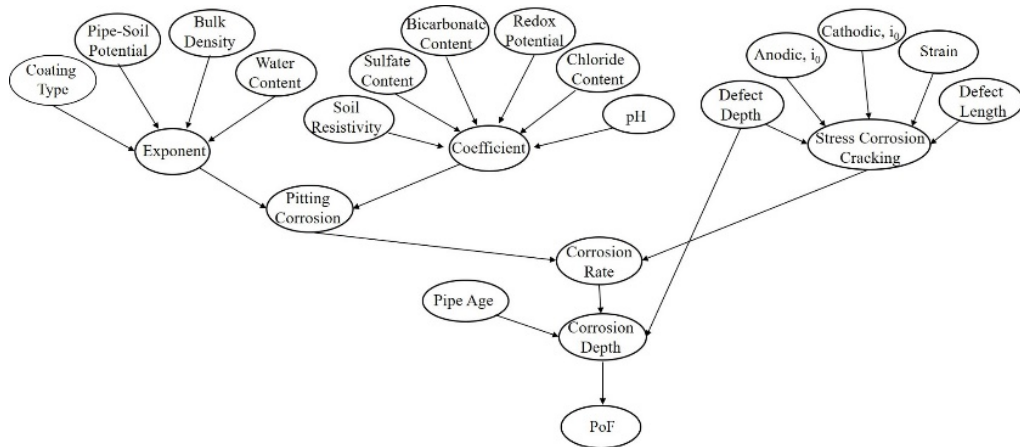 Coating
Type
Pipe-Soil
Potential
Bulk
Density
Water
Content
Exponent
Soil
Resistivity
Sulfate
Content
Bicarbonate
Content
Redox
Potential
Chloride
Content
pH
Coefficient
Pitting
Corrosion
Defect
Depth
Anodic, i₀
Cathodic, i₀
Strain
Defect
Length
Stress Corrosion
Cracking
Corrosion
Rate
Pipe Age
Corrosion
Depth
PoF